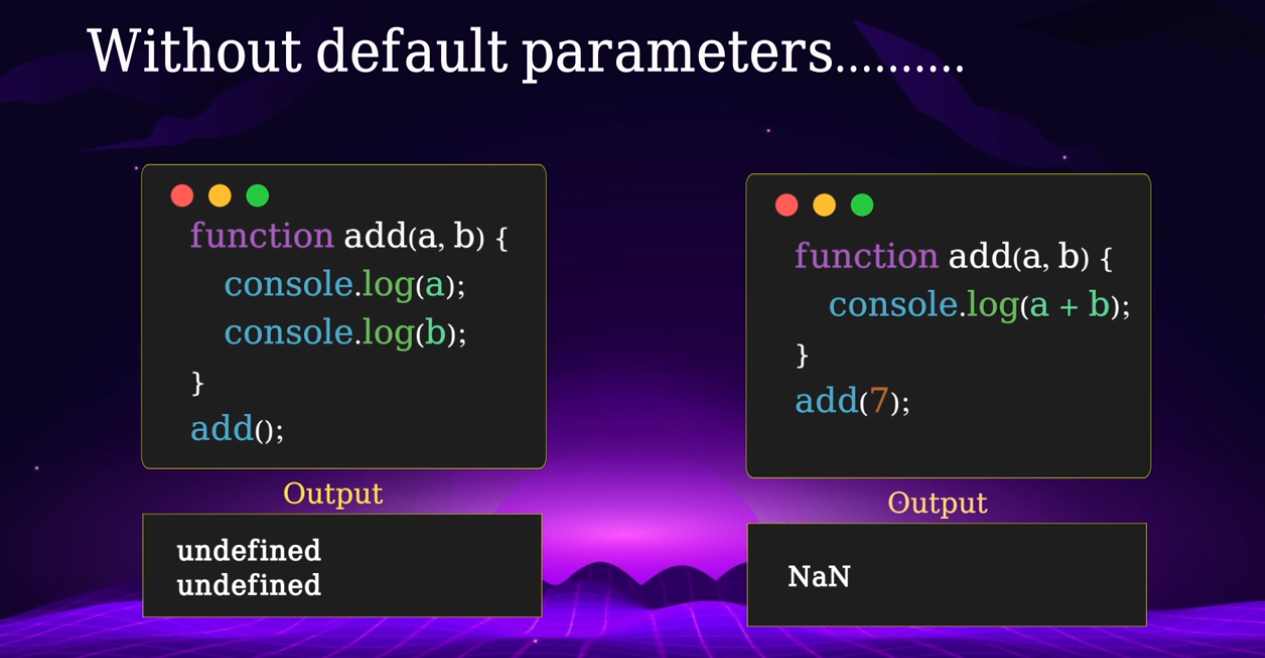 Without default parameters..........
function add(a, b) {
console.log(a);
console.log(b);
}
add();
Output
undefined
undefined
function add(a, b) {
console.log(a + b);
}
add(7);
Output
NaN